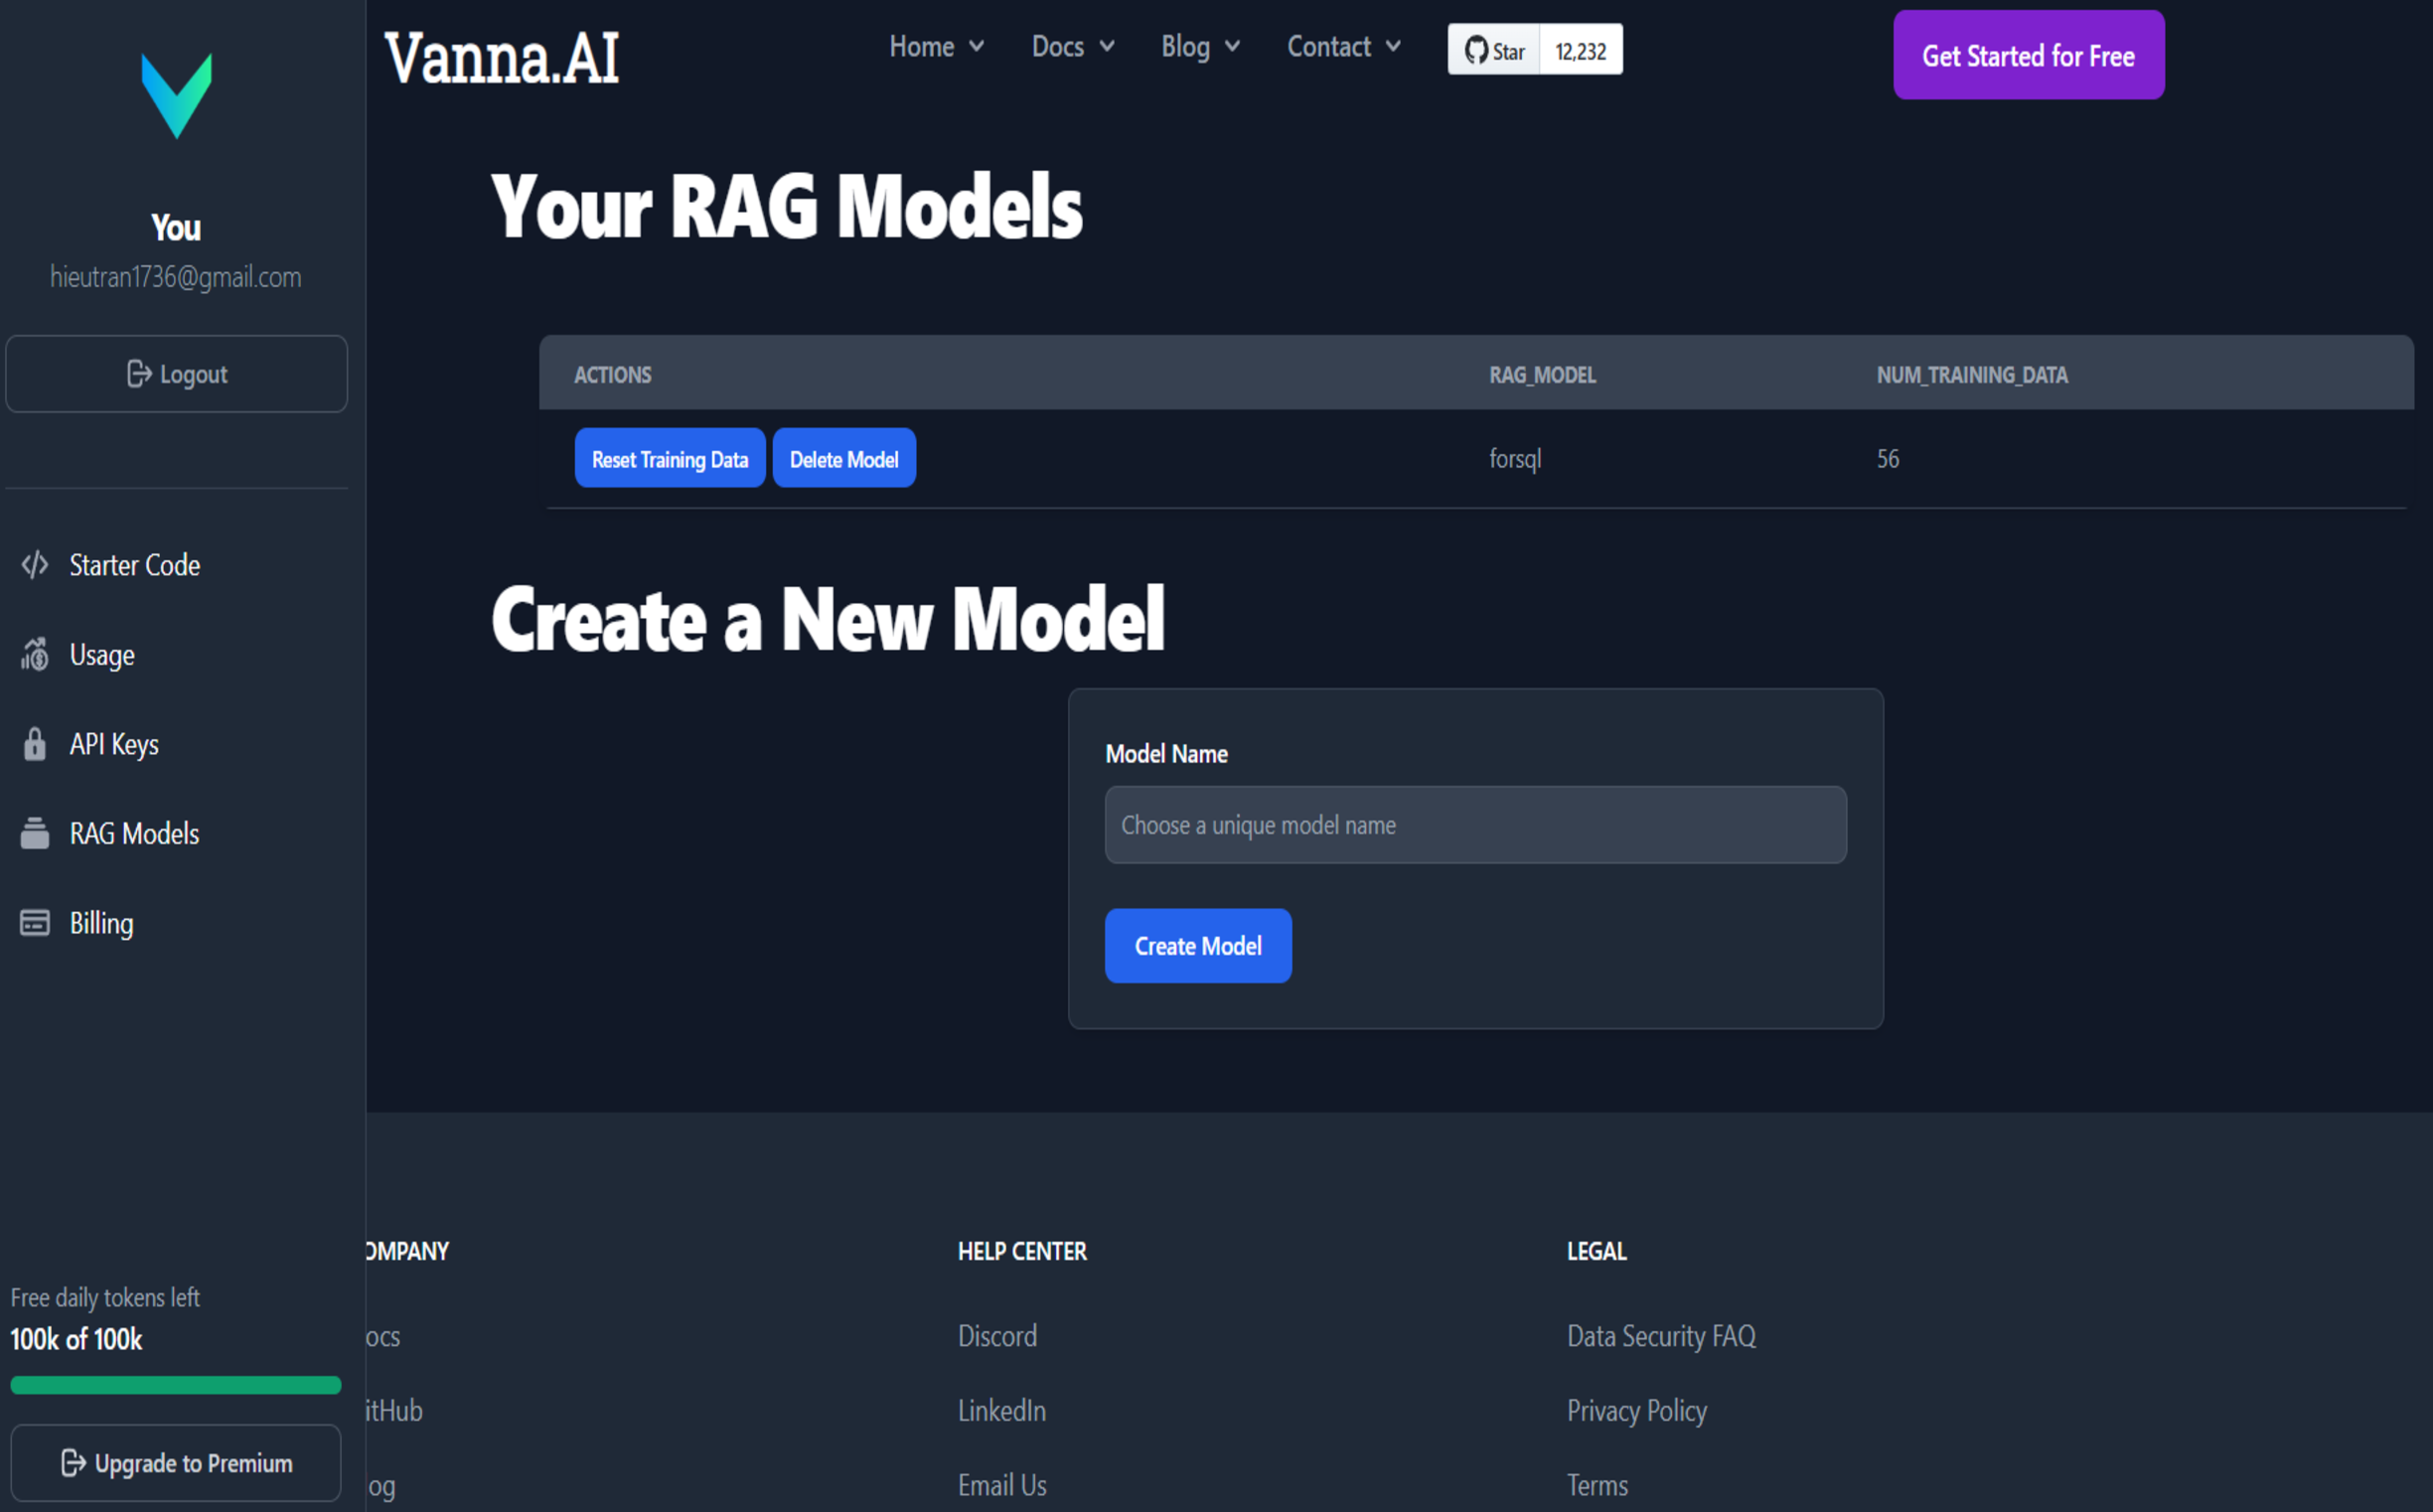 You
hieutran1736@gmail.com
Logout
Starter Code
Usage
API Keys
RAG Models
Billing
Free daily tokens left
100k of 100k
Upgrade to Premium
Vanna.AI
Home
Docs
Blog
Contact
Star
12,232
Get Started for Free
Your RAG Models
ACTIONS RAG_MODEL NUM_TRAINING_DATA
Reset Training Data Delete Model forsql 56
Create a New Model
Model Name
Choose a unique model name
Create Model
OMPANY
ocs
itHub
og
HELP CENTER
Discord
LinkedIn
Email Us
LEGAL
Data Security FAQ
Privacy Policy
Terms